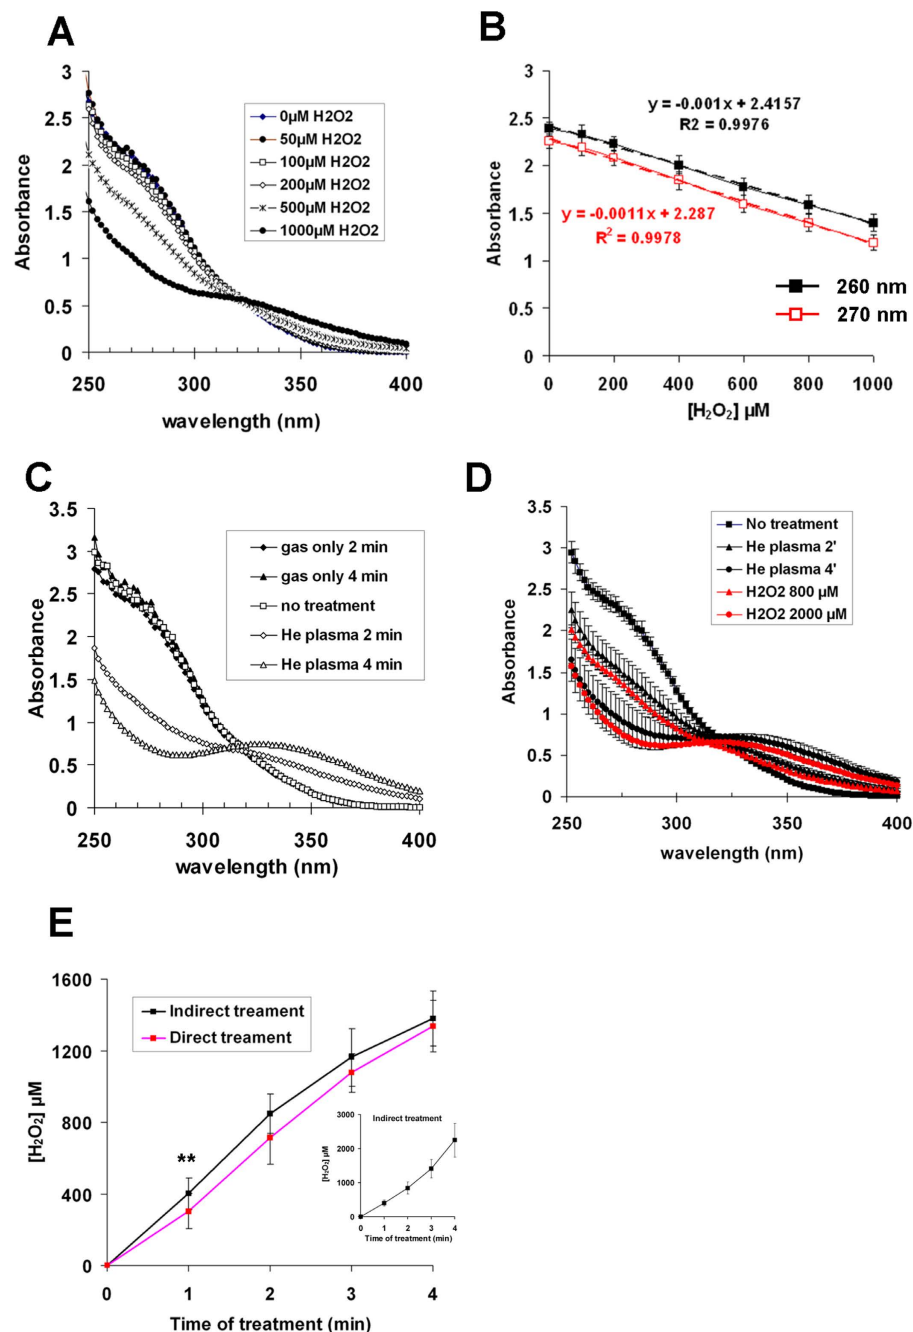 A
3
2.5
2
1.5
1
0.5
0
Absorbance
250
300
350
400
wavelength (nm)
0µM H2O2
50µM H2O2
100µM H2O2
200µM H2O2
500µM H2O2
1000µM H2O2
B
3
2.5
2
1.5
1
0.5
0
Absorbance
y = -0.001x + 2.4157
R2 = 0.9976
y = -0.0011x + 2.287
R² = 0.9978
260 nm
270 nm
0
200
400
600
800
1000
[H₂O₂] µM
C
3.5
3
2.5
2
1.5
1
0.5
0
Absorbance
250
300
350
400
wavelength (nm)
gas only 2 min
gas only 4 min
no treatment
He plasma 2 min
He plasma 4 min
D
3.5
3
2.5
2
1.5
1
0.5
0
Absorbance
250
300
350
400
wavelength (nm)
No treatment
He plasma 2'
He plasma 4'
H2O2 800 µM
H2O2 2000 µM
E
1600
1200
800
400
0
[H₂O₂] µM
Indirect treament
Direct treament
**
0
1
2
3
4
Time of treatment (min)
Indirect treatment
3000
2000
1000
0
[H₂O₂] µM
0
1
2
3
4
Time of treatment (min)